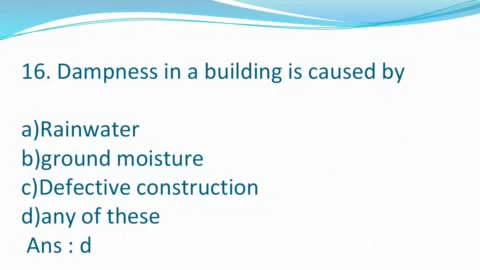 16. Dampness in a building is caused by
a)Rainwater
b)ground moisture
c)Defective construction
d)any of these
Ans : d